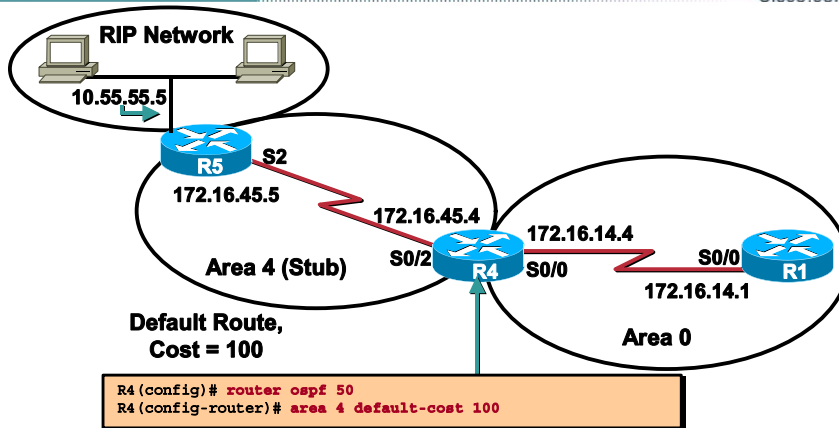 RIP Network
10.55.55.5
R5
S2
172.16.45.5
172.16.45.4
S0/2
R4
172.16.14.4
S0/0
S0/0
R1
172.16.14.1
Area 4 (Stub)
Area 0
Default Route,
Cost = 100
R4(config)# router ospf 50
R4(config-router)# area 4 default-cost 100